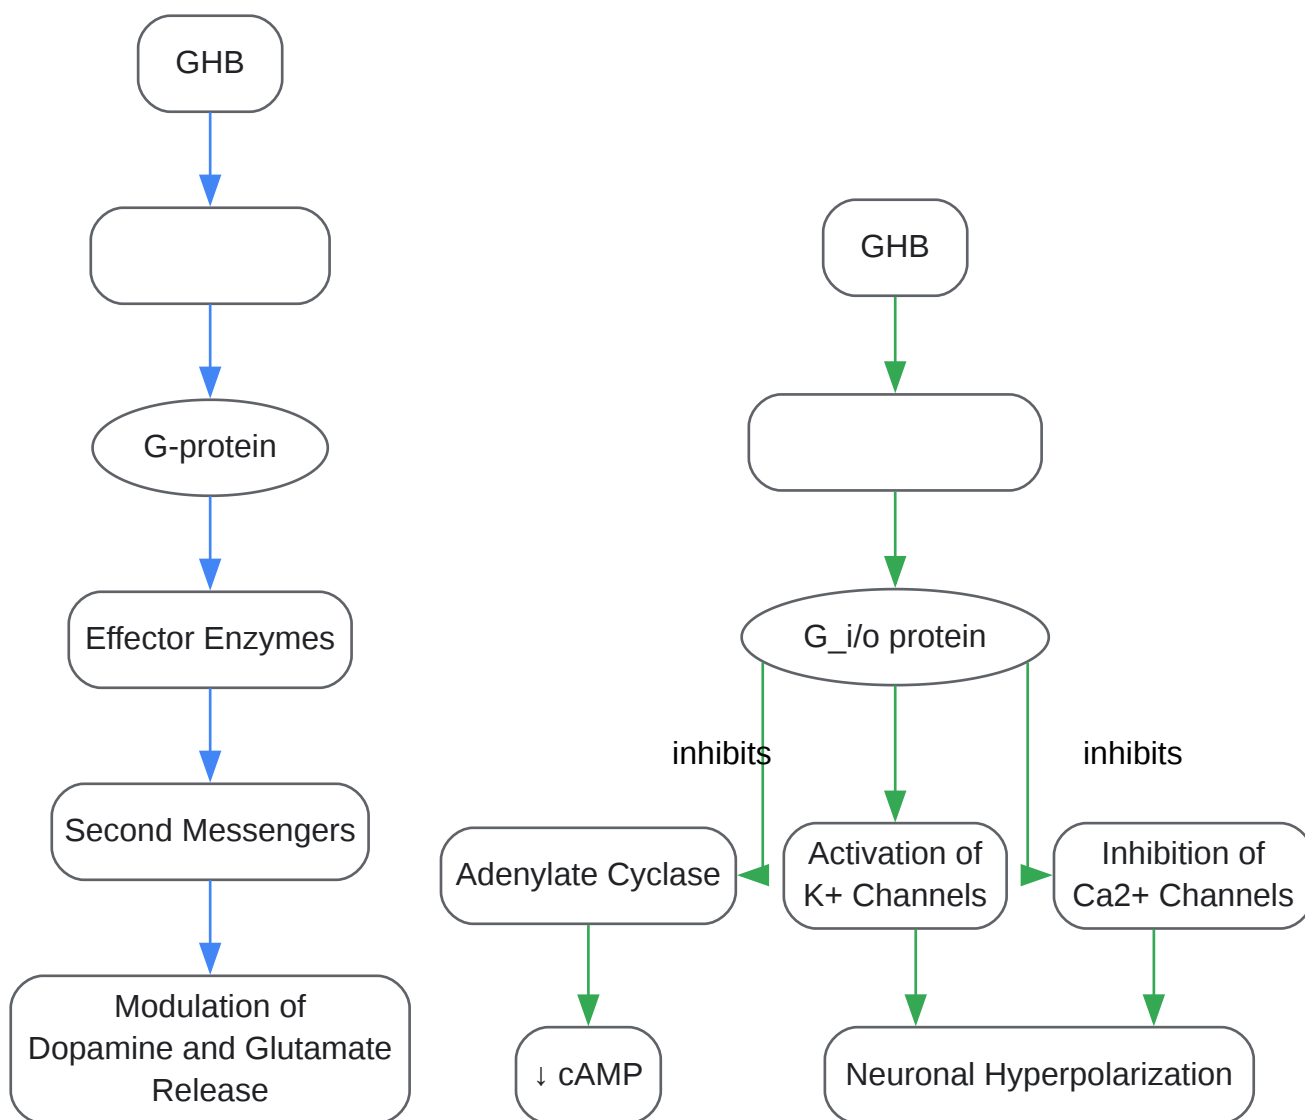 GHB
G-protein
Effector Enzymes
Second Messengers
Modulation of
Dopamine and Glutamate
Release
GHB
G_i/o protein
inhibits
inhibits
Adenylate Cyclase
Activation of
K+ Channels
Inhibition of
Ca2+ Channels
↓ cAMP
Neuronal Hyperpolarization